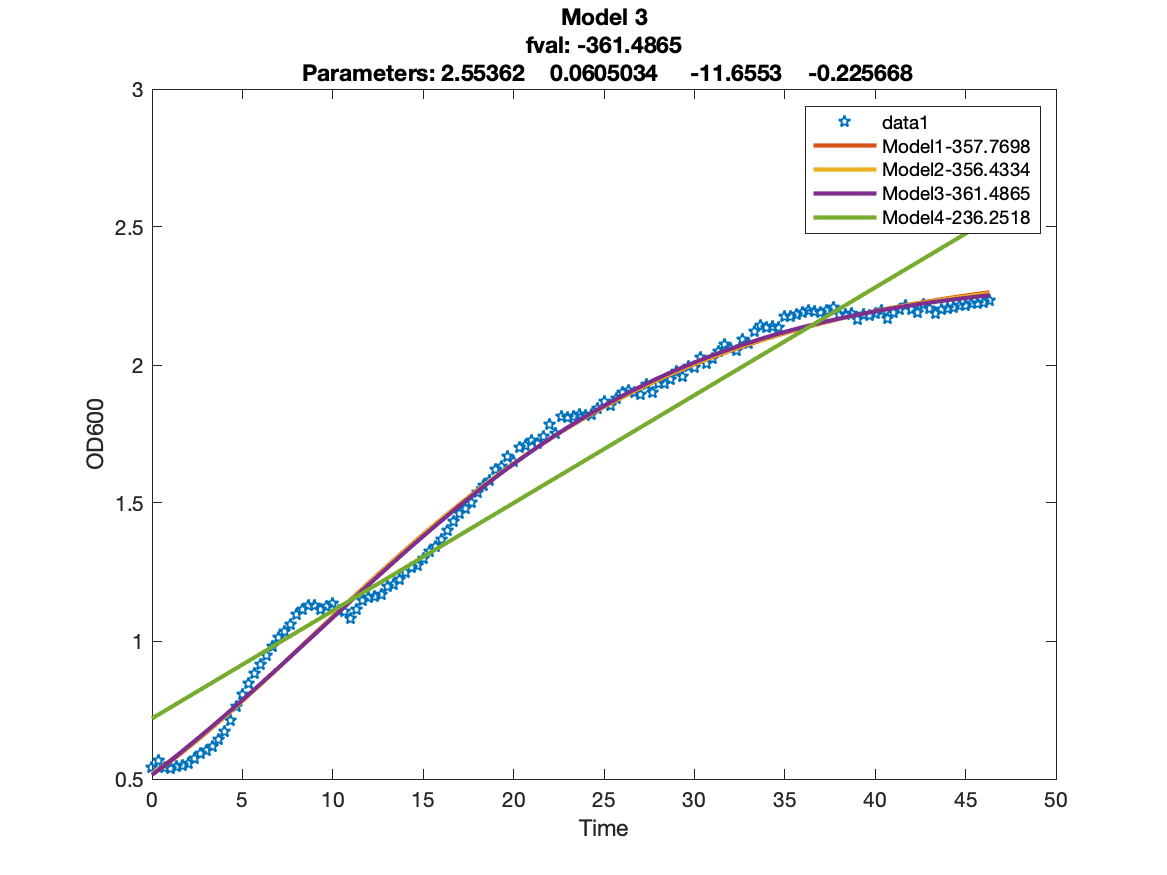 Model 3
fval: -361.4865
Parameters: 2.55362 0.0605034 -11.6553 -0.225668
3
2.5
2
1.5
1
0.5
OD600
data1
Model1-357.7698
Model2-356.4334
Model3-361.4865
Model4-236.2518
0 5 10 15 20 25 30 35 40 45 50
Time